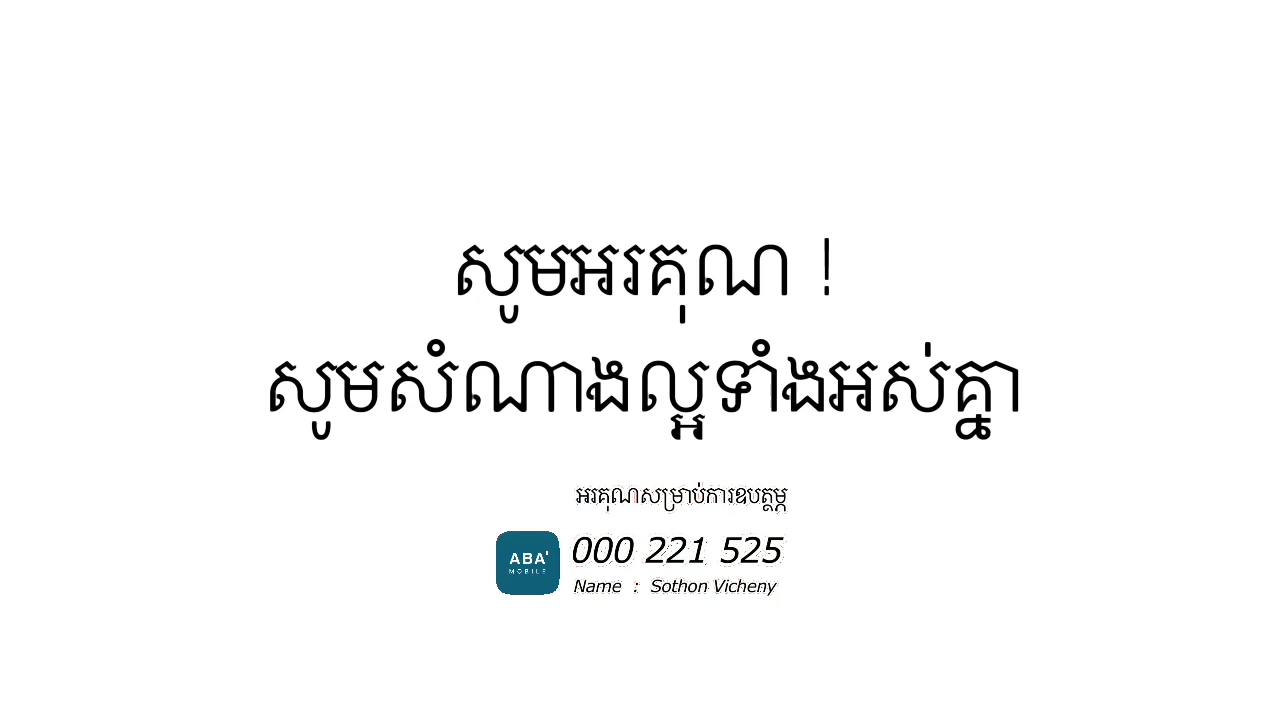 សូមអរគុណ !
សូមសំណាងល្អទាំងអស់គ្នា
អរគុណសម្រាប់ការឧបត្ថម្ភ
ABA'
MOBILE
000 221 525
Name : Sothon Vicheny